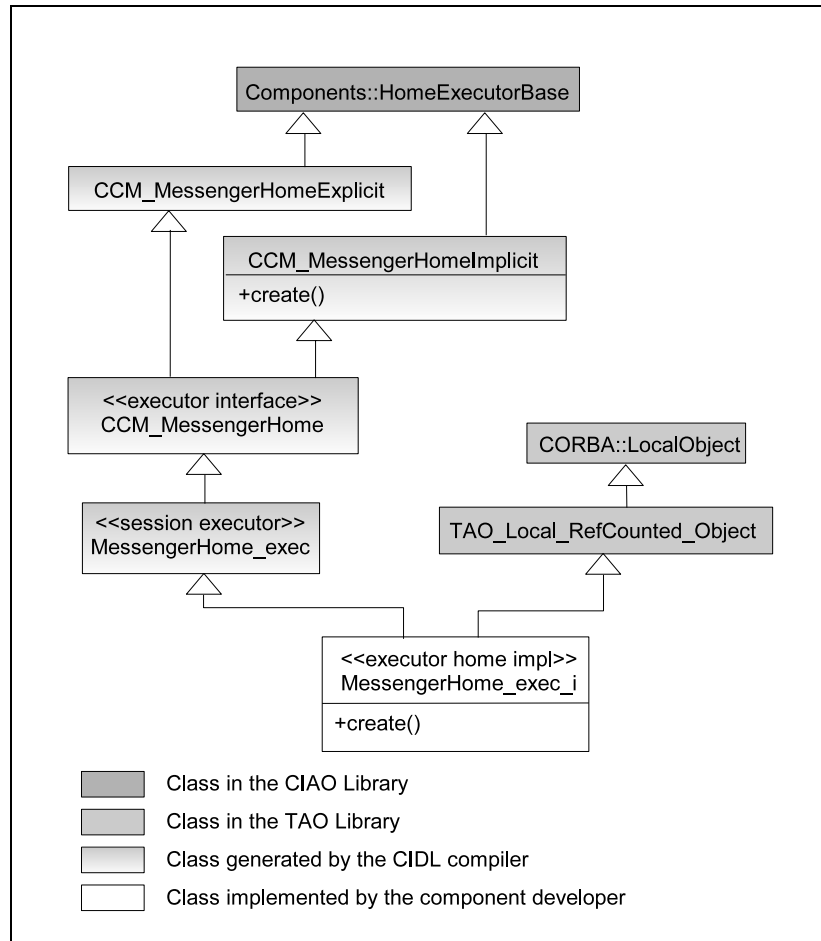 Components::HomeExecutorBase
CCM_MessengerHomeExplicit
CCM_MessengerHomeImplicit
+create()
<<executor interface>>
CCM_MessengerHome
CORBA::LocalObject
<<session executor>>
MessengerHome_exec
TAO_Local_RefCounted_Object
<<executor home impl>>
MessengerHome_exec_i
+create()
Class in the CIAO Library
Class in the TAO Library
Class generated by the CIDL compiler
Class implemented by the component developer